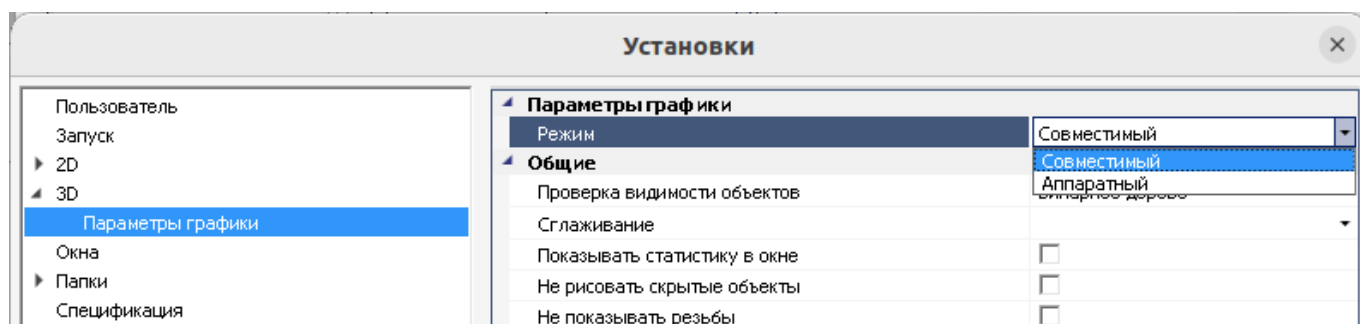 Установки
Пользователь
Запуск
2D
3D
Параметры графики
Окна
Папки
Спецификация
Параметры графики
Режим
Совместимый
Совместимый
Аппаратный
Общие
Проверка видимости объектов
Сглаживание
Показывать статистику в окне
Не рисовать скрытые объекты
Не показывать резьбы